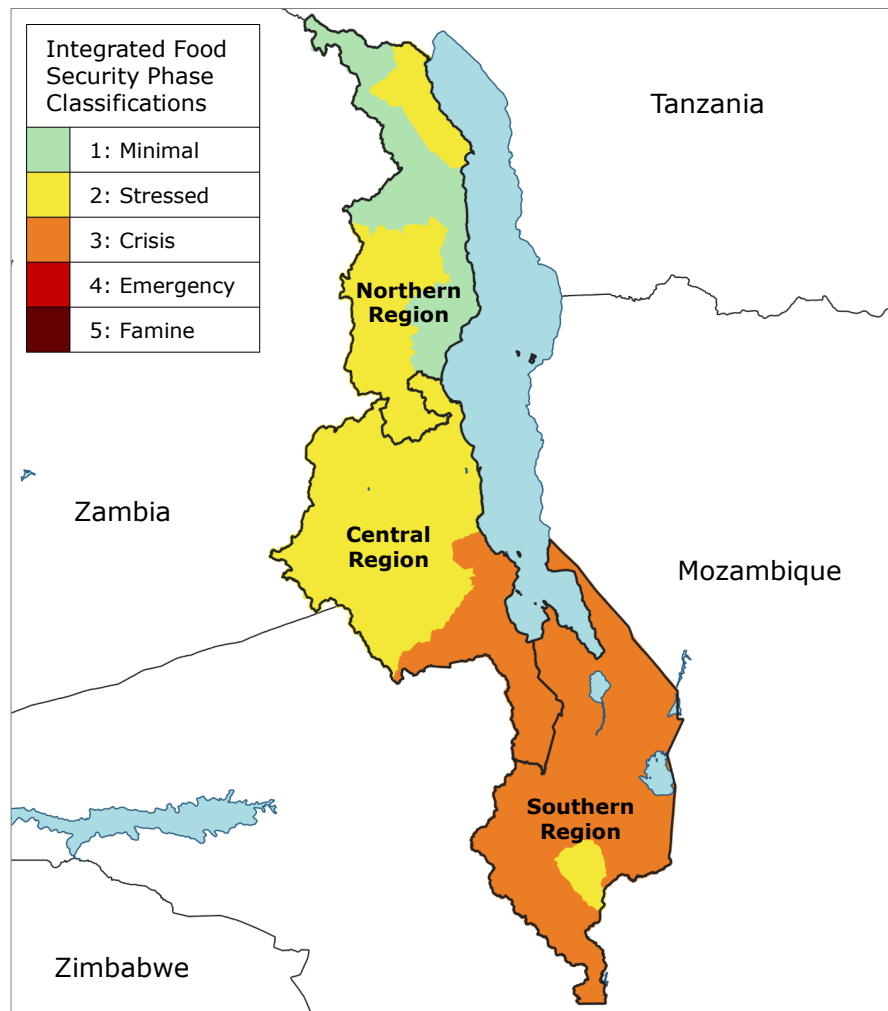 Integrated Food
Security Phase
Classifications
1: Minimal
2: Stressed
3: Crisis
4: Emergency
5: Famine
Tanzania
Northern
Region
Zambia
Central
Region
Mozambique
Southern
Region
Zimbabwe